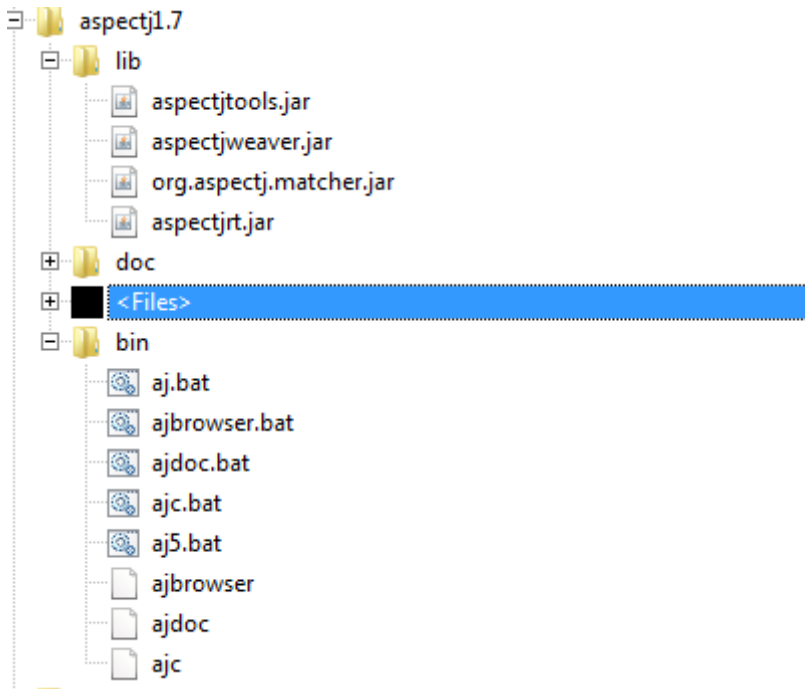 aspectj1.7
lib
aspectjtools.jar
aspectjweaver.jar
org.aspectj.matcher.jar
aspectjrt.jar
doc
<Files>
bin
aj.bat
ajbrowser.bat
ajdoc.bat
ajc.bat
aj5.bat
ajbrowser
ajdoc
ajc